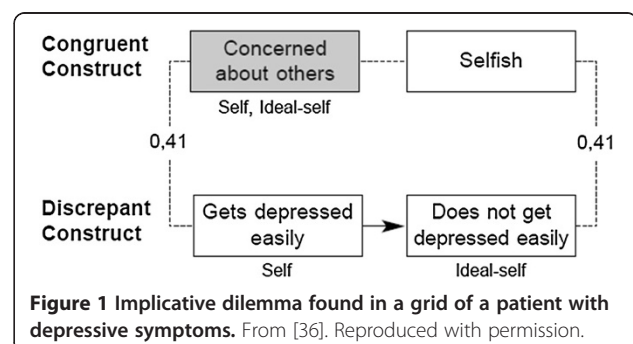 Congruent Construct
Concerned about others
Selfish
Self, Ideal-self
0,41
0,41
Discrepant Construct
Gets depressed easily
Does not get depressed easily
Self
Ideal-self
Figure 1 Implicative dilemma found in a grid of a patient with
depressive symptoms. From [36]. Reproduced with permission.